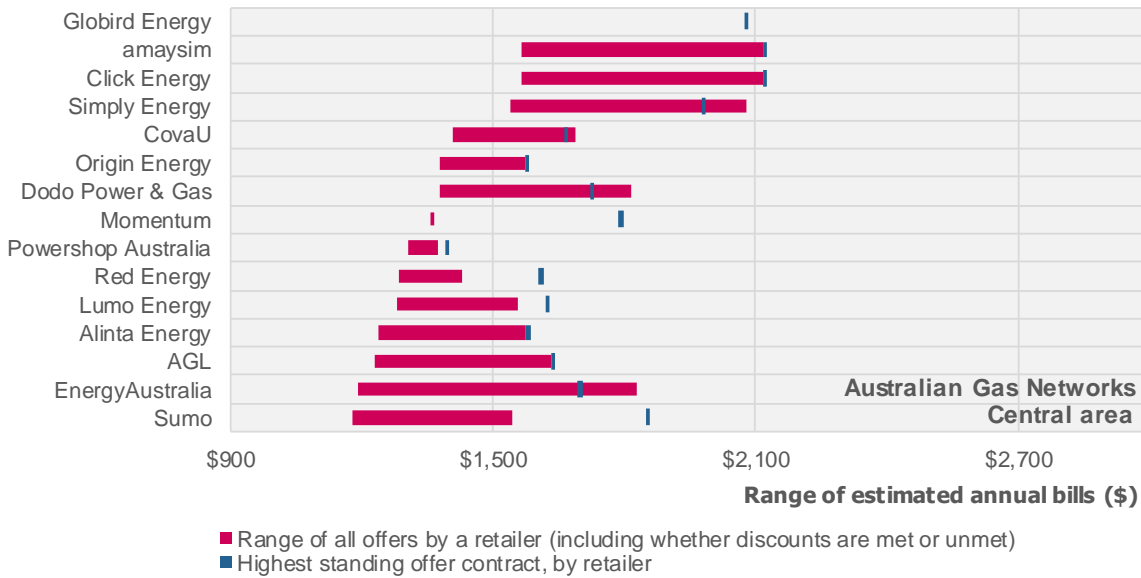 Globird Energy
amaysim
Click Energy
Simply Energy
CovaU
Origin Energy
Dodo Power & Gas
Momentum
Powershop Australia
Red Energy
Lumo Energy
Alinta Energy
AGL
EnergyAustralia
Sumo
Australian Gas Networks
Central area
$900
$1,500
$2,100
$2,700
Range of estimated annual bills ($)
Range of all offers by a retailer (including whether discounts are met or unmet)
Highest standing offer contract, by retailer